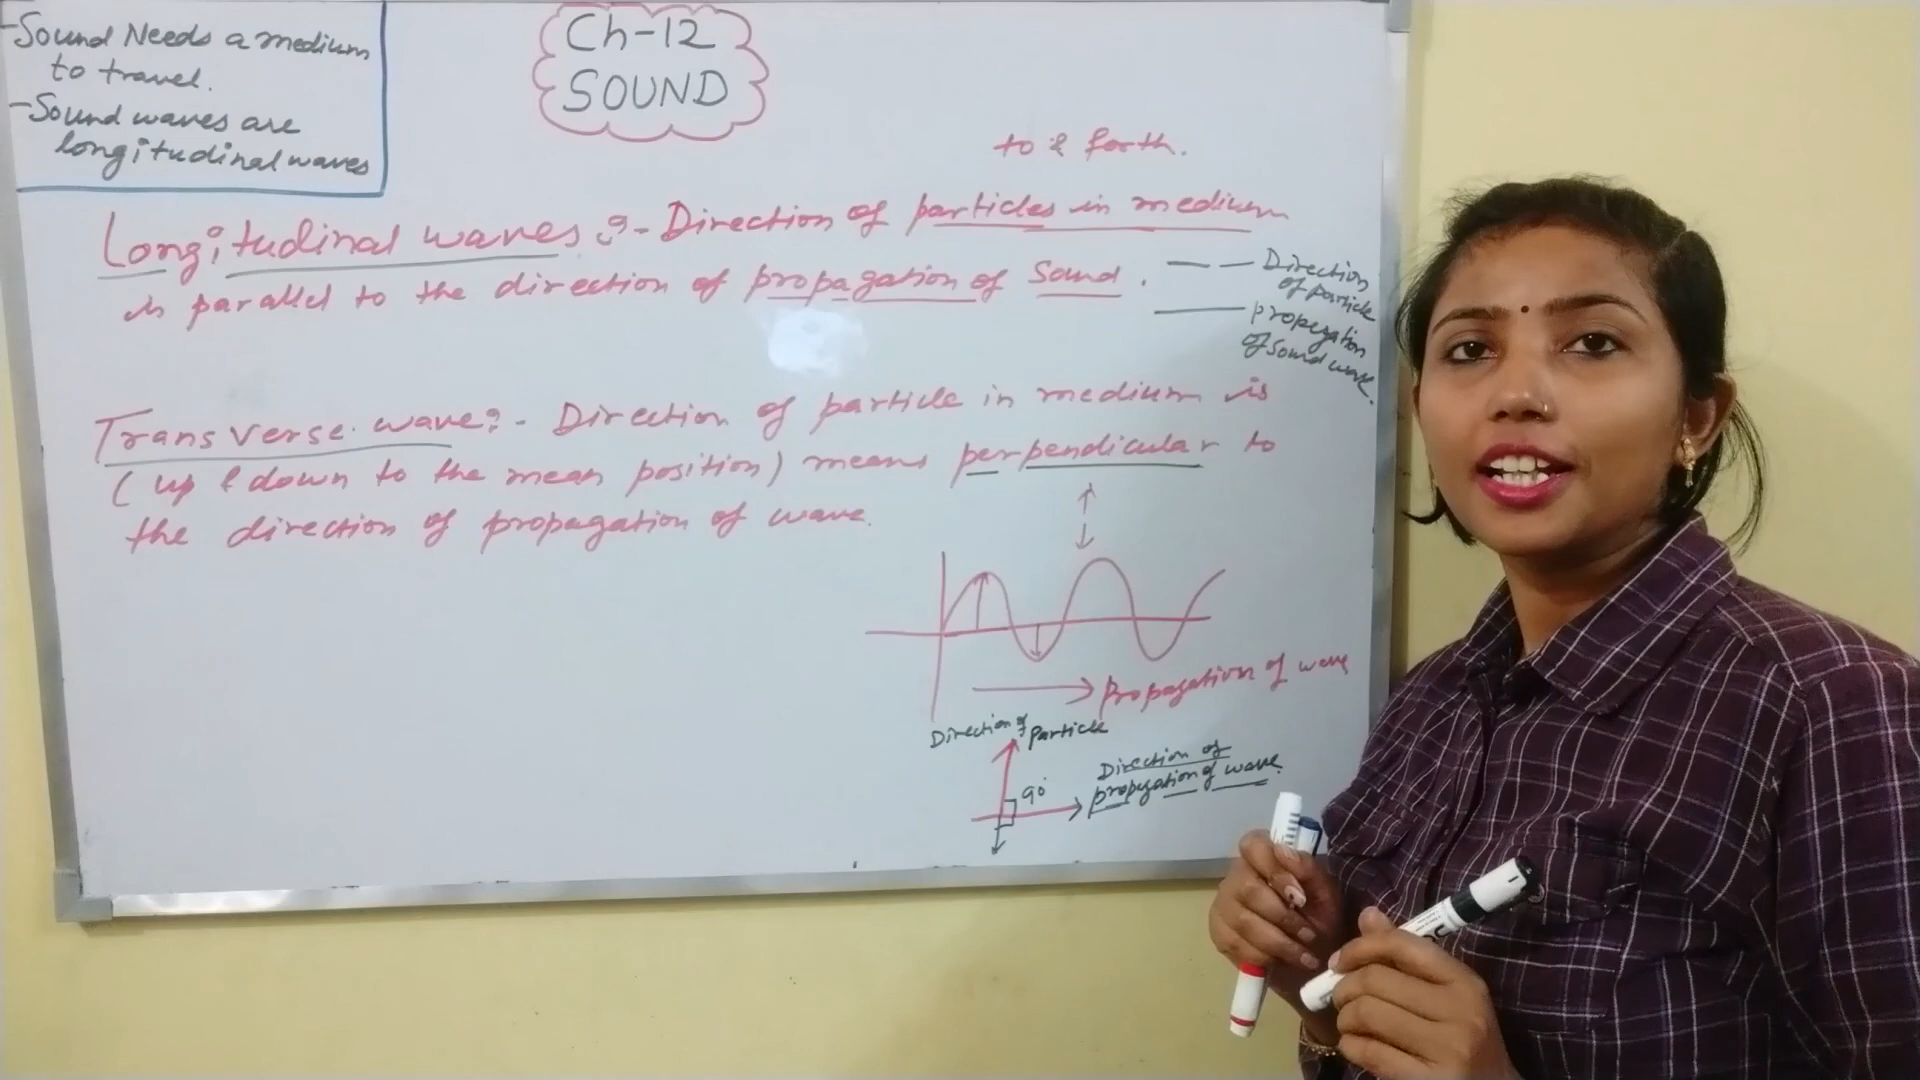 -Sound Needs a medium
to travel.
-Sound waves are
longitudinal waves
Ch-12
SOUND
to & forth.
Longitudinal waves :- Direction of particles in medium
is parallel to the direction of propagation of Sound.
Direction
of particle
propagation
of sound wave.
Transverse wave:- Direction of particle in medium is
(up & down to the mean position) means perpendicular to
the direction of propagation of wave.
Propagation of wave
Direction of
particle
90°
Direction of
propagation of wave.